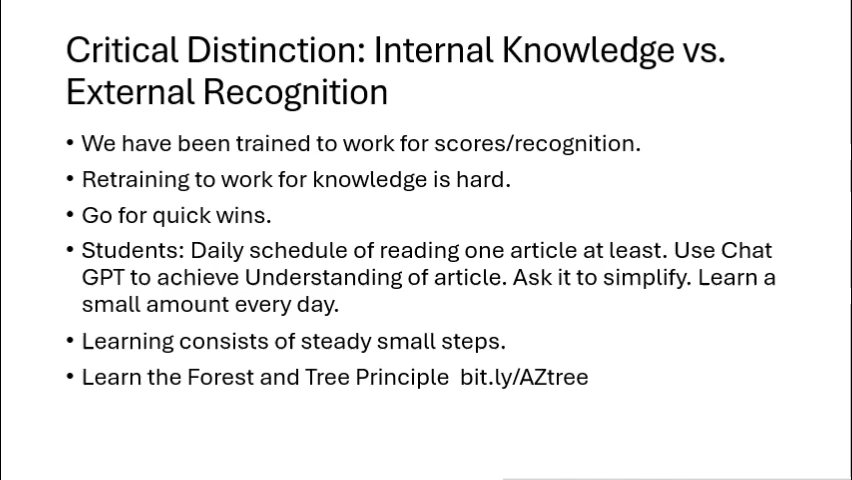 Critical Distinction: Internal Knowledge vs.
External Recognition
• We have been trained to work for scores/recognition.
• Retraining to work for knowledge is hard.
• Go for quick wins.
• Students: Daily schedule of reading one article at least. Use Chat
GPT to achieve Understanding of article. Ask it to simplify. Learn a
small amount every day.
• Learning consists of steady small steps.
• Learn the Forest and Tree Principle  bit.ly/AZtree